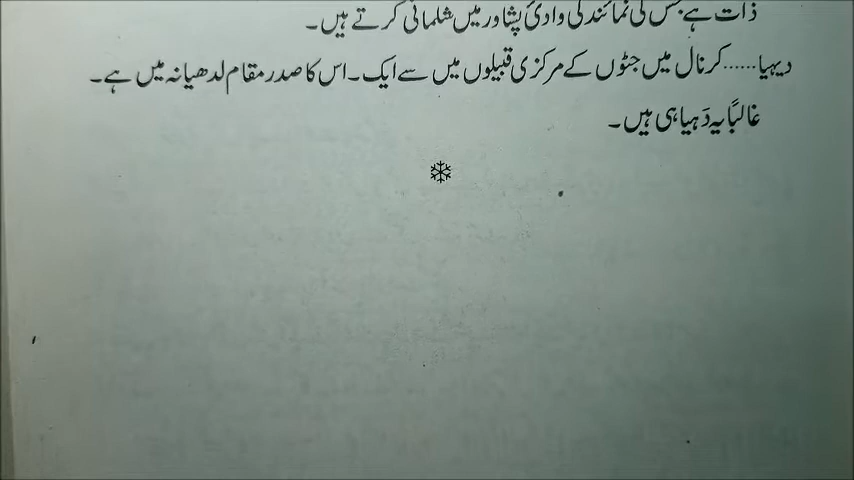 ذات ہے جس کی نمائندگی وادیٔ پشاور میں شلمانی کرتے ہیں۔
دیہیا......کرنال میں جٹوں کے مرکزی قبیلوں میں سے ایک۔ اس کا صدر مقام لدھیانہ میں ہے۔
غالباً یہ دَہیا ہی ہیں۔